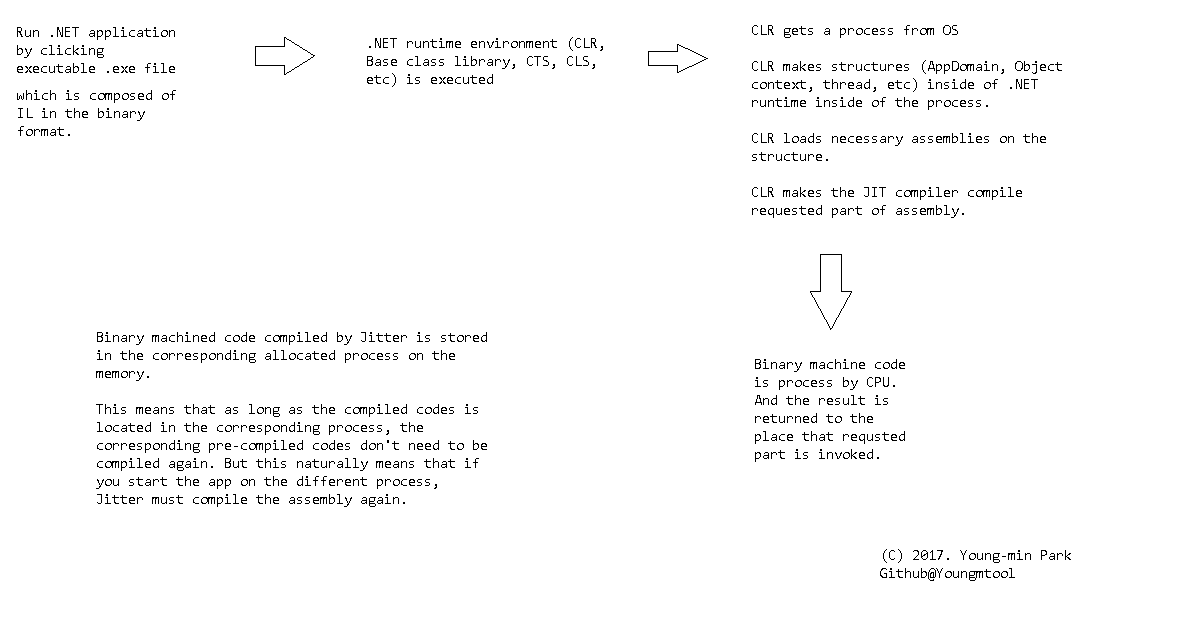 Run .NET application
by clicking
executable .exe file
which is composed of
IL in the binary
format.
.NET runtime environment (CLR,
Base class library, CTS, CLS,
etc) is executed
CLR gets a process from OS
CLR makes structures (AppDomain, Object
context, thread, etc) inside of .NET
runtime inside of the process.
CLR loads necessary assemblies on the
structure.
CLR makes the JIT compiler compile
requested part of assembly.
Binary machine code
is process by CPU.
And the result is
returned to the
place that requsted
part is invoked.
Binary machined code compiled by Jitter is stored
in the corresponding allocated process on the
memory.
This means that as long as the compiled codes is
located in the corresponding process, the
corresponding pre-compiled codes don't need to be
compiled again. But this naturally means that if
you start the app on the different process,
Jitter must compile the assembly again.
(C) 2017. Young-min Park
Github@Youngmtool